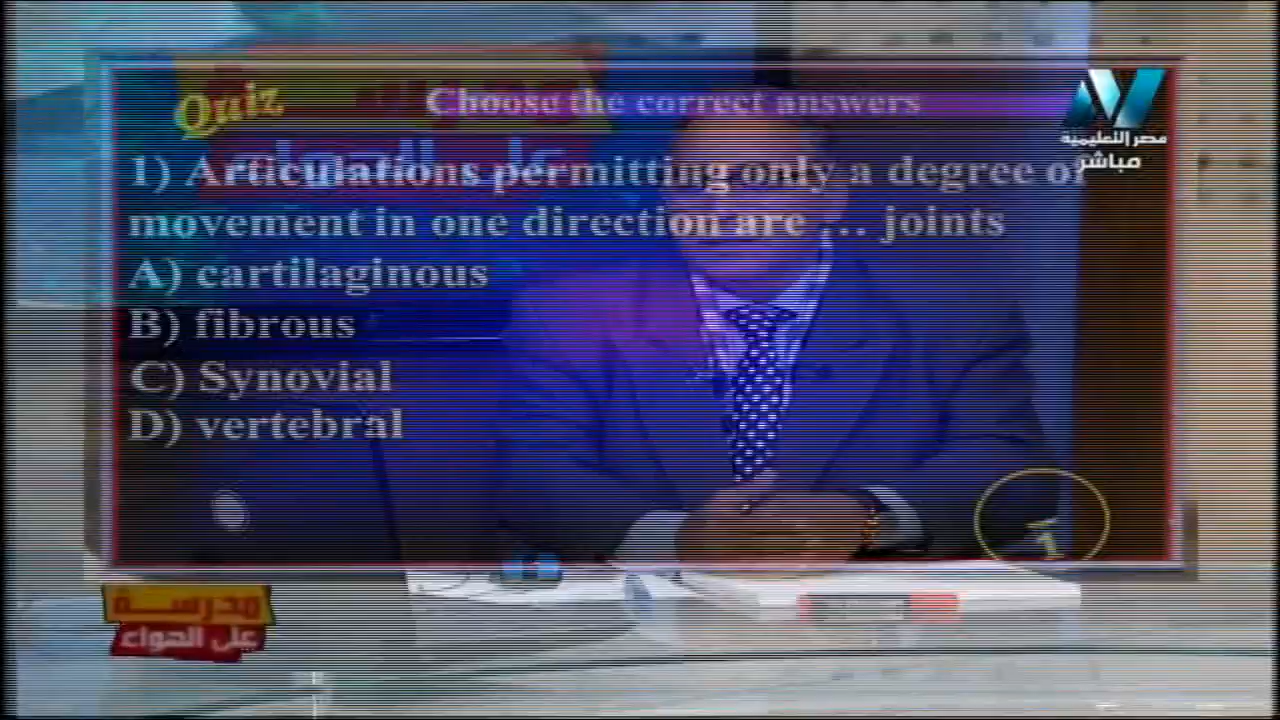 Quiz
Choose the correct answers
مصر التعليمية
مباشر
1) Articulations permitting only a degree of
movement in one direction are ... joints
A) cartilaginous
B) fibrous
C) Synovial
D) vertebral
1
مدرسة
على الهواء